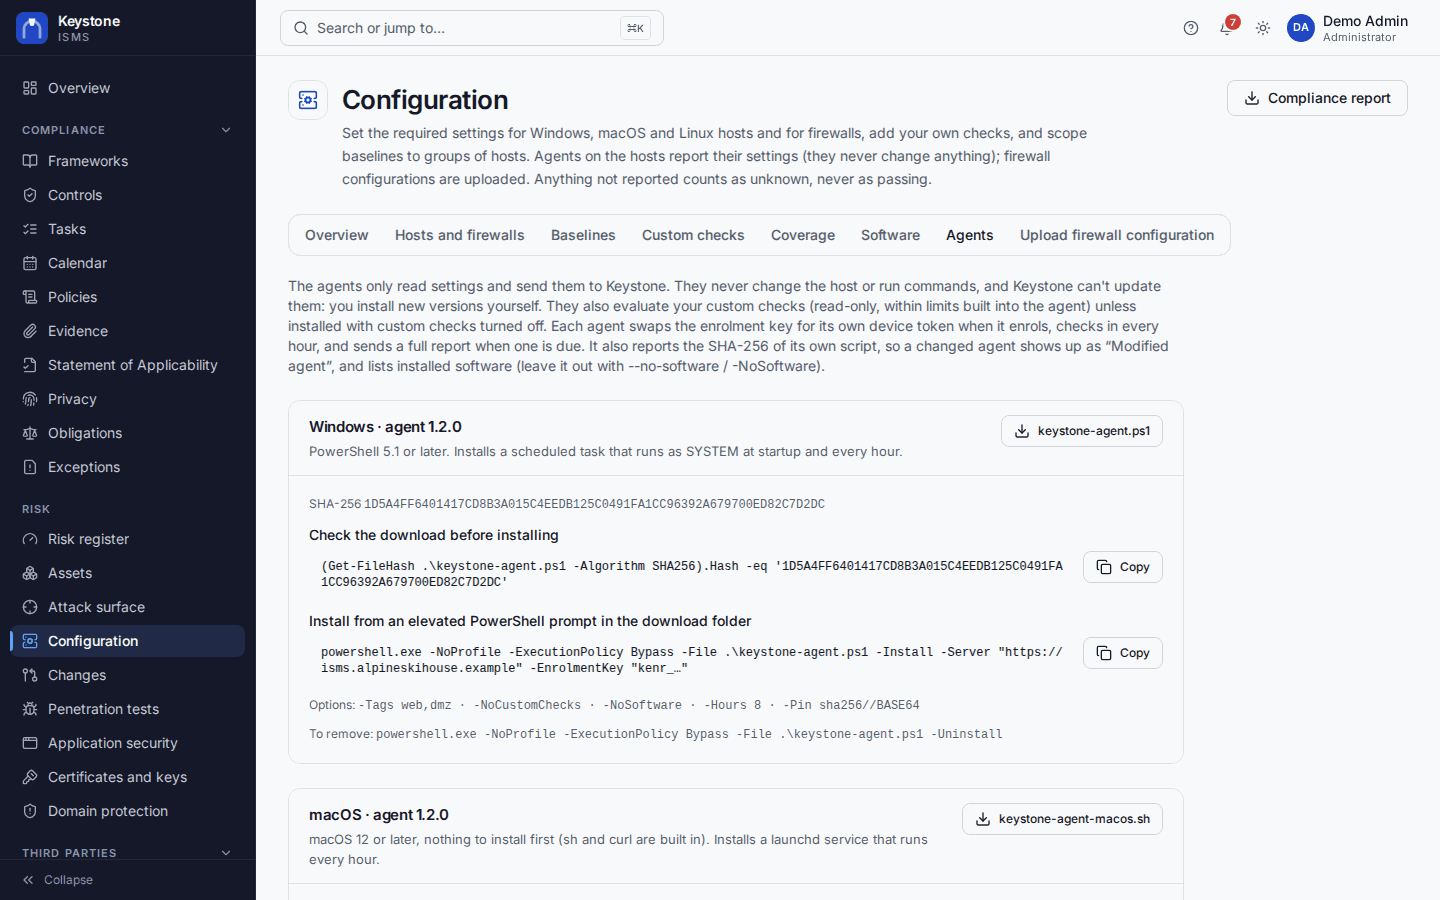 Keystone
ISMS
Search or jump to...
⌘K
7
DA
Demo Admin
Administrator
Overview
COMPLIANCE
Frameworks
Controls
Tasks
Calendar
Policies
Evidence
Statement of Applicability
Privacy
Obligations
Exceptions
RISK
Risk register
Assets
Attack surface
Configuration
Changes
Penetration tests
Application security
Certificates and keys
Domain protection
THIRD PARTIES
Collapse
Configuration
Compliance report
Set the required settings for Windows, macOS and Linux hosts and for firewalls, add your own checks, and scope
baselines to groups of hosts. Agents on the hosts report their settings (they never change anything); firewall
configurations are uploaded. Anything not reported counts as unknown, never as passing.
Overview Hosts and firewalls Baselines Custom checks Coverage Software Agents Upload firewall configuration
The agents only read settings and send them to Keystone. They never change the host or run commands, and Keystone can't update
them: you install new versions yourself. They also evaluate your custom checks (read-only, within limits built into the agent) unless
installed with custom checks turned off. Each agent swaps the enrolment key for its own device token when it enrols, checks in every
hour, and sends a full report when one is due. It also reports the SHA-256 of its own script, so a changed agent shows up as “Modified
agent”, and lists installed software (leave it out with --no-software / -NoSoftware).
Windows · agent 1.2.0
keystone-agent.ps1
PowerShell 5.1 or later. Installs a scheduled task that runs as SYSTEM at startup and every hour.
SHA-256 1D5A4FF6401417CD8B3A015C4EEDB125C0491FA1CC96392A679700ED82C7D2DC
Check the download before installing
(Get-FileHash .\keystone-agent.ps1 -Algorithm SHA256).Hash -eq '1D5A4FF6401417CD8B3A015C4EEDB125C0491FA
1CC96392A679700ED82C7D2DC'
Copy
Install from an elevated PowerShell prompt in the download folder
powershell.exe -NoProfile -ExecutionPolicy Bypass -File .\keystone-agent.ps1 -Install -Server "https://
isms.alpineskihouse.example" -EnrolmentKey "kenr_…"
Copy
Options: -Tags web,dmz · -NoCustomChecks · -NoSoftware · -Hours 8 · -Pin sha256//BASE64
To remove: powershell.exe -NoProfile -ExecutionPolicy Bypass -File .\keystone-agent.ps1 -Uninstall
macOS · agent 1.2.0
keystone-agent-macos.sh
macOS 12 or later, nothing to install first (sh and curl are built in). Installs a launchd service that runs
every hour.